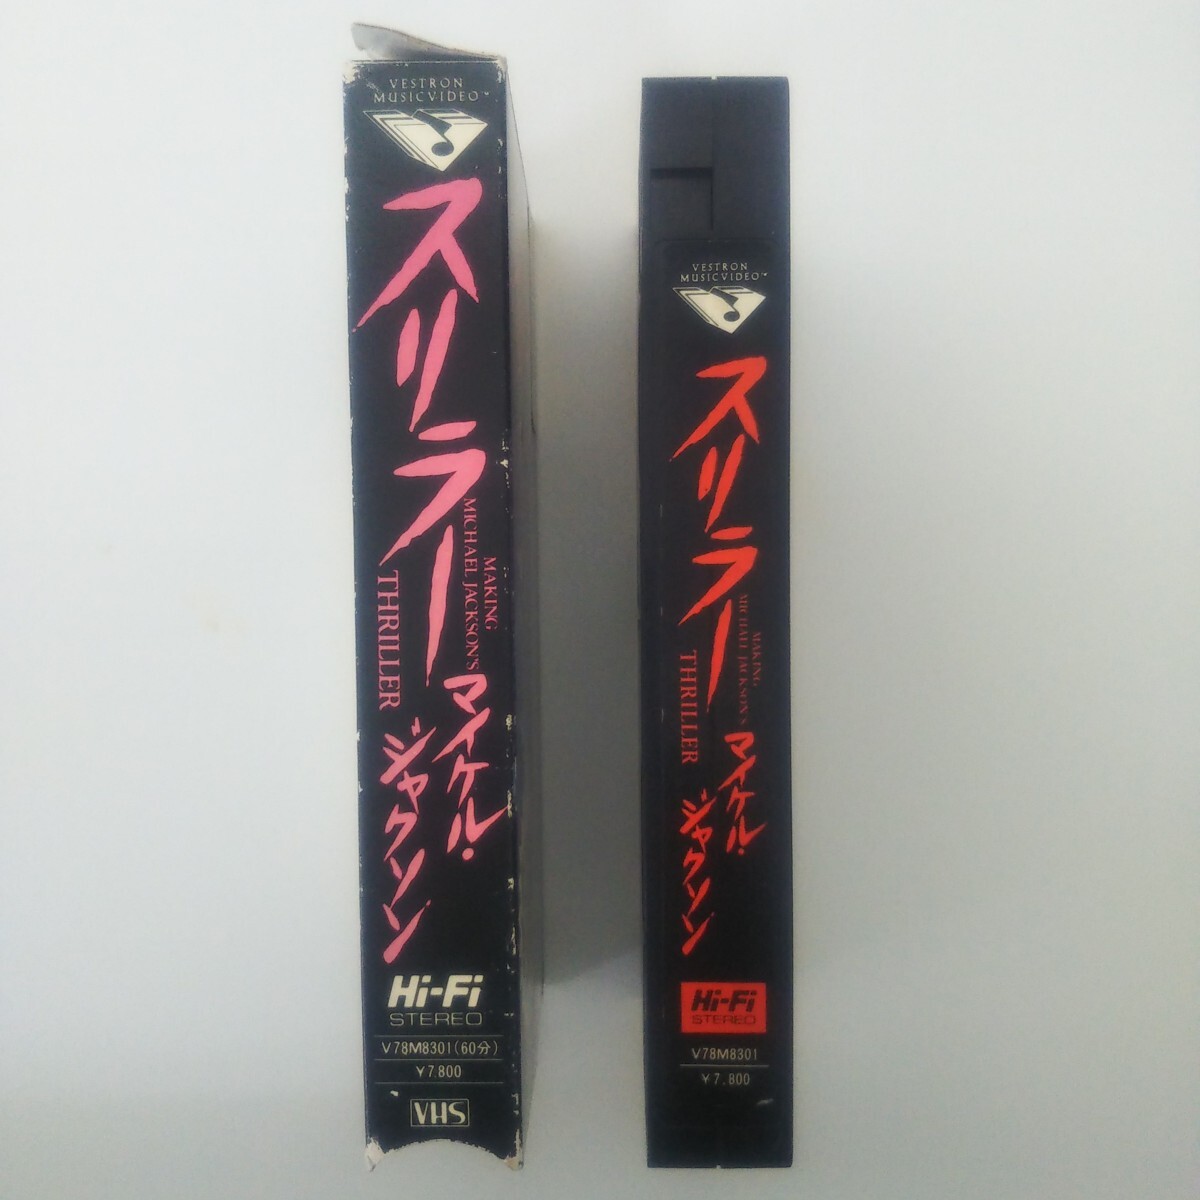 VESTRON
MUSICVIDEO™
スリラー
MAKING
MICHAEL JACKSON'S
THRILLER
マイケル・
ジャクソン
Hi-Fi
STEREO
V78M8301(60分)
¥7,800
VHS
VESTRON
MUSICVIDEO™
スリラー
MAKING
MICHAEL JACKSON'S
THRILLER
マイケル・
ジャクソン
Hi-Fi
STEREO
V78M8301
¥7,800